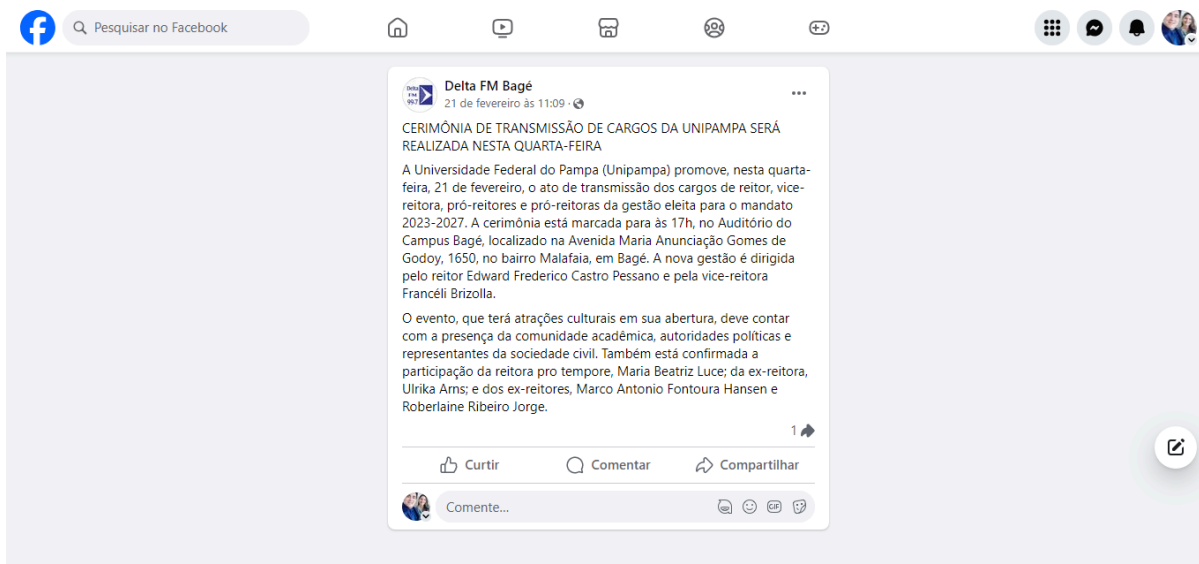 Pesquisar no Facebook
Delta FM Bagé
Delta
FM
99.7
21 de fevereiro às 11:09 ·
CERIMÔNIA DE TRANSMISSÃO DE CARGOS DA UNIPAMPA SERÁ
REALIZADA NESTA QUARTA-FEIRA
A Universidade Federal do Pampa (Unipampa) promove, nesta quarta-
feira, 21 de fevereiro, o ato de transmissão dos cargos de reitor, vice-
reitora, pró-reitores e pró-reitoras da gestão eleita para o mandato
2023-2027. A cerimônia está marcada para às 17h, no Auditório do
Campus Bagé, localizado na Avenida Maria Anunciação Gomes de
Godoy, 1650, no bairro Malafaia, em Bagé. A nova gestão é dirigida
pelo reitor Edward Frederico Castro Pessano e pela vice-reitora
Francéli Brizolla.
O evento, que terá atrações culturais em sua abertura, deve contar
com a presença da comunidade acadêmica, autoridades políticas e
representantes da sociedade civil. Também está confirmada a
participação da reitora pro tempore, Maria Beatriz Luce; da ex-reitora,
Ulrika Arns; e dos ex-reitores, Marco Antonio Fontoura Hansen e
Roberlaine Ribeiro Jorge.
1
Curtir Comentar Compartilhar
Comente...
GIF